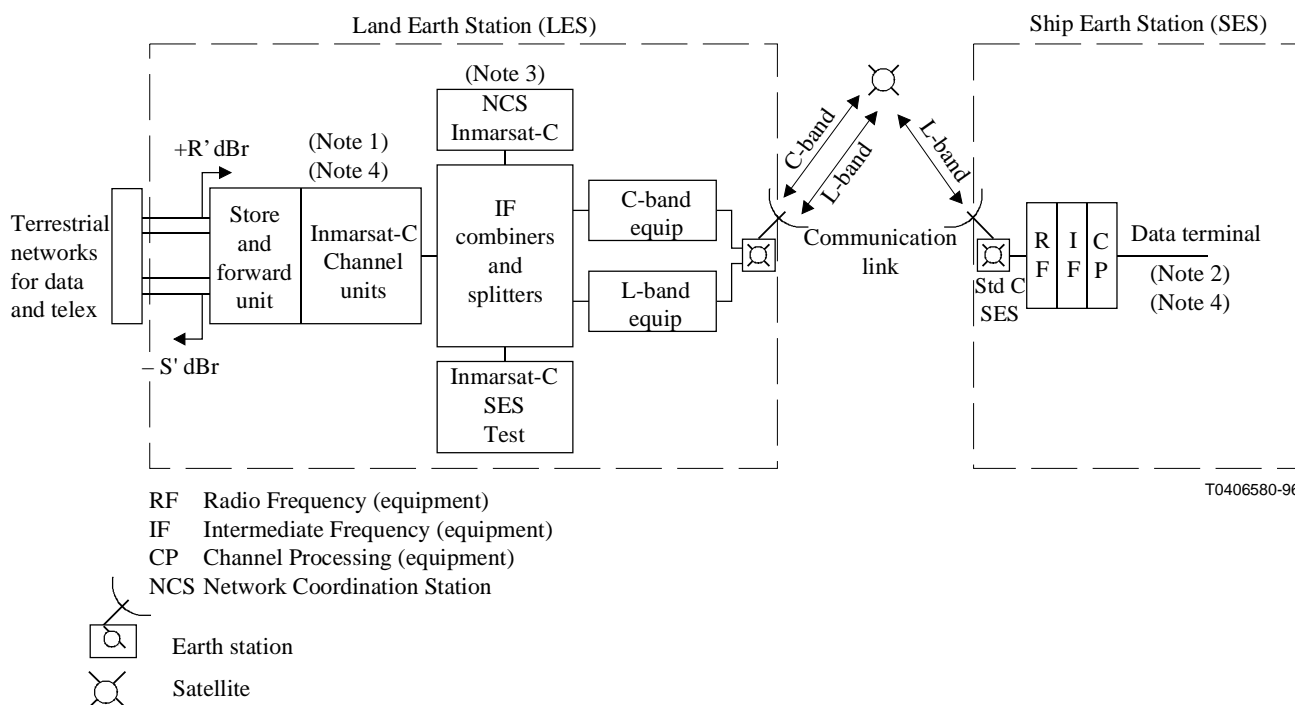 Land Earth Station (LES)
Ship Earth Station (SES)
(Note 3)
NCS
Inmarsat-C
+R' dBr
(Note 1)
(Note 4)
Terrestrial
networks
for data
and telex
Store
and
forward
unit
Inmarsat-C
Channel
units
IF
combiners
and
splitters
C-band
equip
L-band
equip
– S' dBr
Inmarsat-C
SES
Test
C-band
L-band
L-band
Communication
link
Std C
SES
RF
IF
CP
Data terminal
(Note 2)
(Note 4)
T0406580-96
RF Radio Frequency (equipment)
IF Intermediate Frequency (equipment)
CP Channel Processing (equipment)
NCS Network Coordination Station
Earth station
Satellite